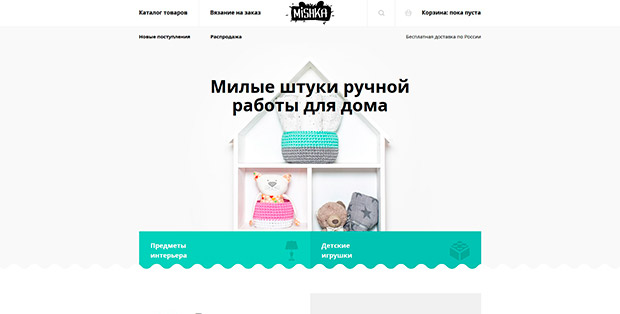 Каталог товаров
Вязание на заказ
MiSHKA
Корзина: пока пуста
Новые поступления
Распродажа
Бесплатная доставка по России
Милые штуки ручной
работы для дома
Предметы
интерьера
Детские
игрушки